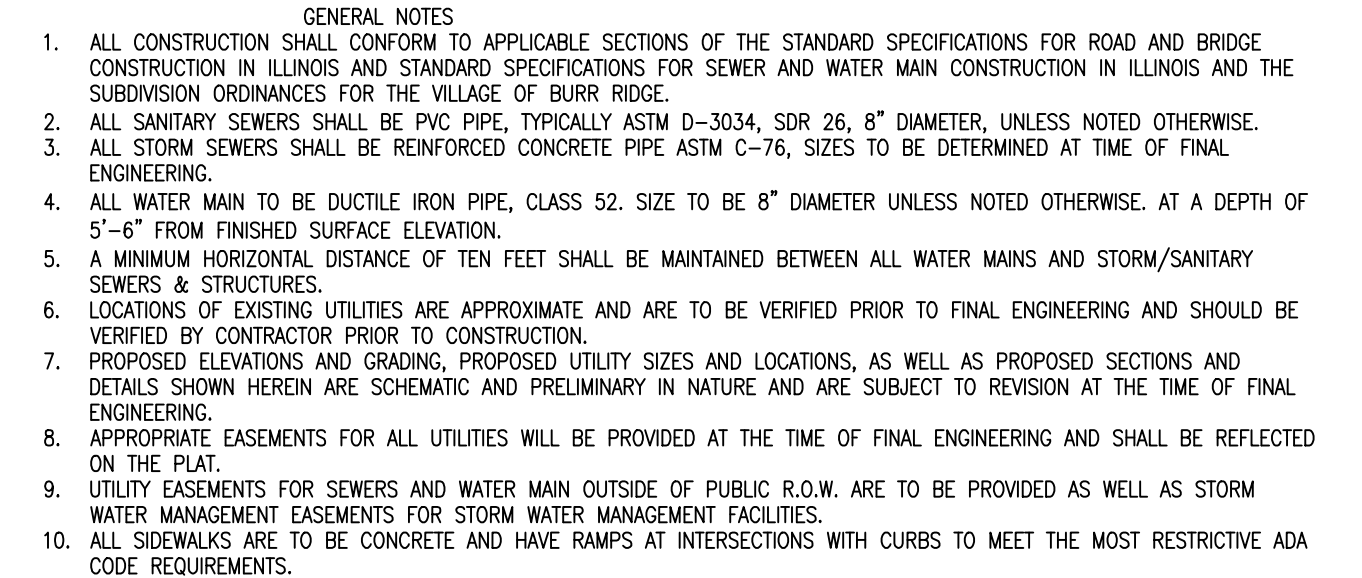 GENERAL NOTES
1. ALL CONSTRUCTION SHALL CONFORM TO APPLICABLE SECTIONS OF THE STANDARD SPECIFICATIONS FOR ROAD AND BRIDGE
CONSTRUCTION IN ILLINOIS AND STANDARD SPECIFICATIONS FOR SEWER AND WATER MAIN CONSTRUCTION IN ILLINOIS AND THE
SUBDIVISION ORDINANCES FOR THE VILLAGE OF BURR RIDGE.
2. ALL SANITARY SEWERS SHALL BE PVC PIPE, TYPICALLY ASTM D-3034, SDR 26, 8" DIAMETER, UNLESS NOTED OTHERWISE.
3. ALL STORM SEWERS SHALL BE REINFORCED CONCRETE PIPE ASTM C-76, SIZES TO BE DETERMINED AT TIME OF FINAL
ENGINEERING.
4. ALL WATER MAIN TO BE DUCTILE IRON PIPE, CLASS 52. SIZE TO BE 8" DIAMETER UNLESS NOTED OTHERWISE. AT A DEPTH OF
5'-6" FROM FINISHED SURFACE ELEVATION.
5. A MINIMUM HORIZONTAL DISTANCE OF TEN FEET SHALL BE MAINTAINED BETWEEN ALL WATER MAINS AND STORM/SANITARY
SEWERS & STRUCTURES.
6. LOCATIONS OF EXISTING UTILITIES ARE APPROXIMATE AND ARE TO BE VERIFIED PRIOR TO FINAL ENGINEERING AND SHOULD BE
VERIFIED BY CONTRACTOR PRIOR TO CONSTRUCTION.
7. PROPOSED ELEVATIONS AND GRADING, PROPOSED UTILITY SIZES AND LOCATIONS, AS WELL AS PROPOSED SECTIONS AND
DETAILS SHOWN HEREIN ARE SCHEMATIC AND PRELIMINARY IN NATURE AND ARE SUBJECT TO REVISION AT THE TIME OF FINAL
ENGINEERING.
8. APPROPRIATE EASEMENTS FOR ALL UTILITIES WILL BE PROVIDED AT THE TIME OF FINAL ENGINEERING AND SHALL BE REFLECTED
ON THE PLAT.
9. UTILITY EASEMENTS FOR SEWERS AND WATER MAIN OUTSIDE OF PUBLIC R.O.W. ARE TO BE PROVIDED AS WELL AS STORM
WATER MANAGEMENT EASEMENTS FOR STORM WATER MANAGEMENT FACILITIES.
10. ALL SIDEWALKS ARE TO BE CONCRETE AND HAVE RAMPS AT INTERSECTIONS WITH CURBS TO MEET THE MOST RESTRICTIVE ADA
CODE REQUIREMENTS.